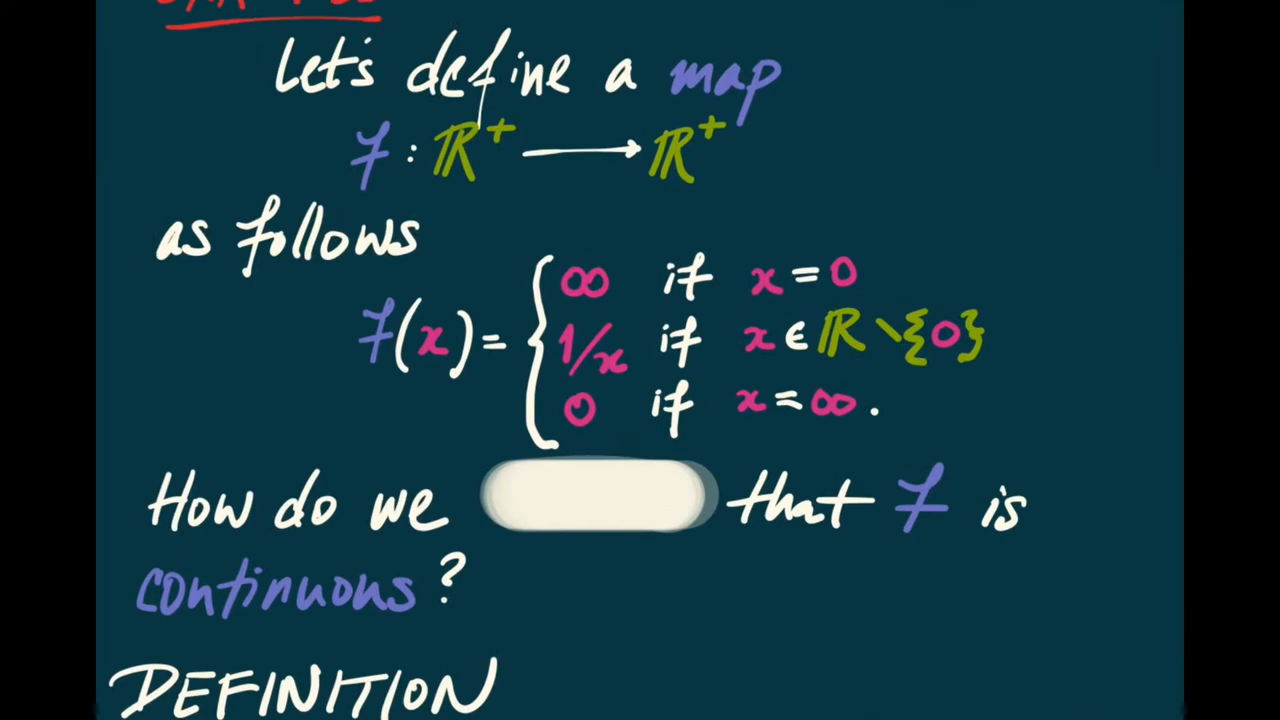 Let's define a map
f : ℝ⁺ ⟶ ℝ⁺
as follows
f(x) = { ∞ if x = 0
1/x if x ∈ ℝ \ {0}
0 if x = ∞.
How do we that f is
continuous?
DEFINITION